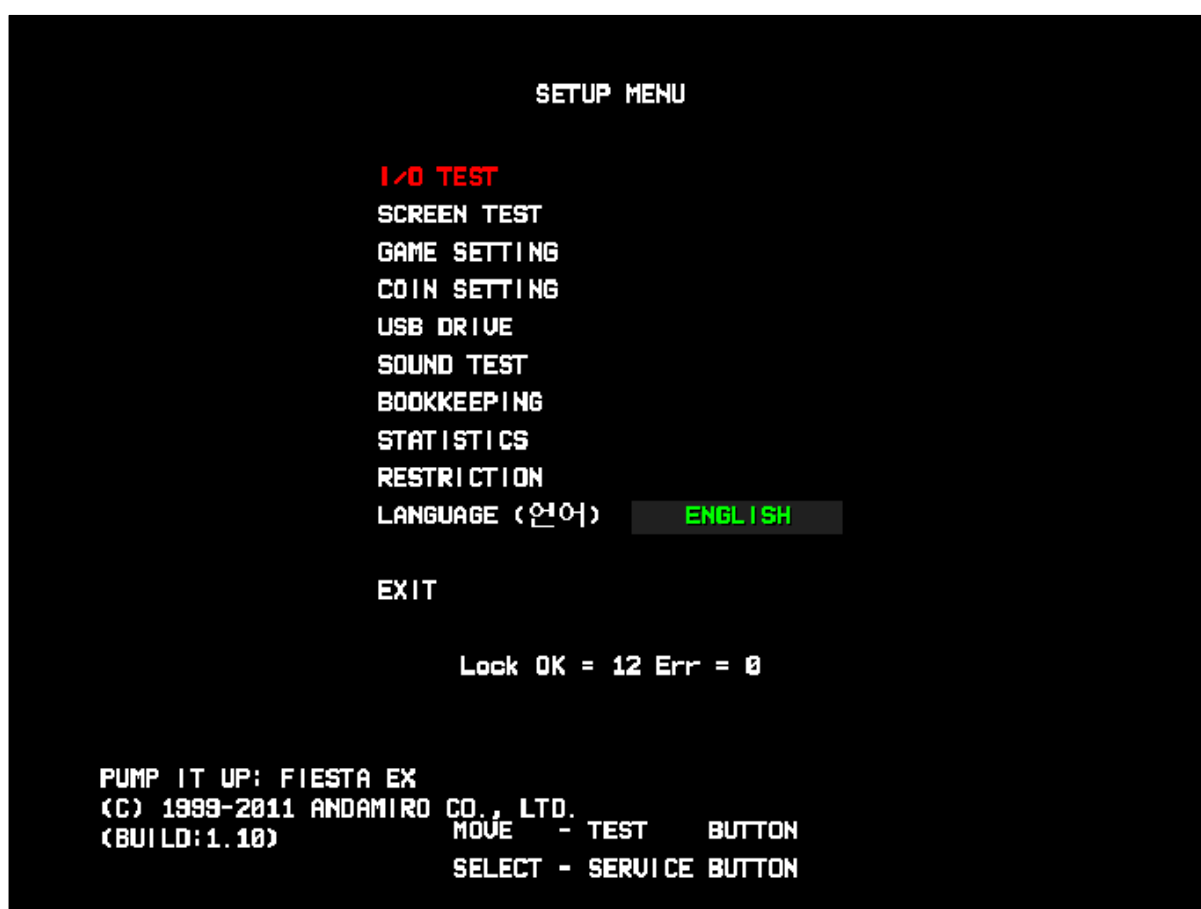 SETUP MENU
I/O TEST
SCREEN TEST
GAME SETTING
COIN SETTING
USB DRIVE
SOUND TEST
BOOKKEEPING
STATISTICS
RESTRICTION
LANGUAGE (언어) ENGLISH
EXIT
Lock OK = 12 Err = 0
PUMP IT UP: FIESTA EX
(C) 1999-2011 ANDAMIRO CO., LTD.
(BUILD:1.10)
MOVE - TEST BUTTON
SELECT - SERVICE BUTTON